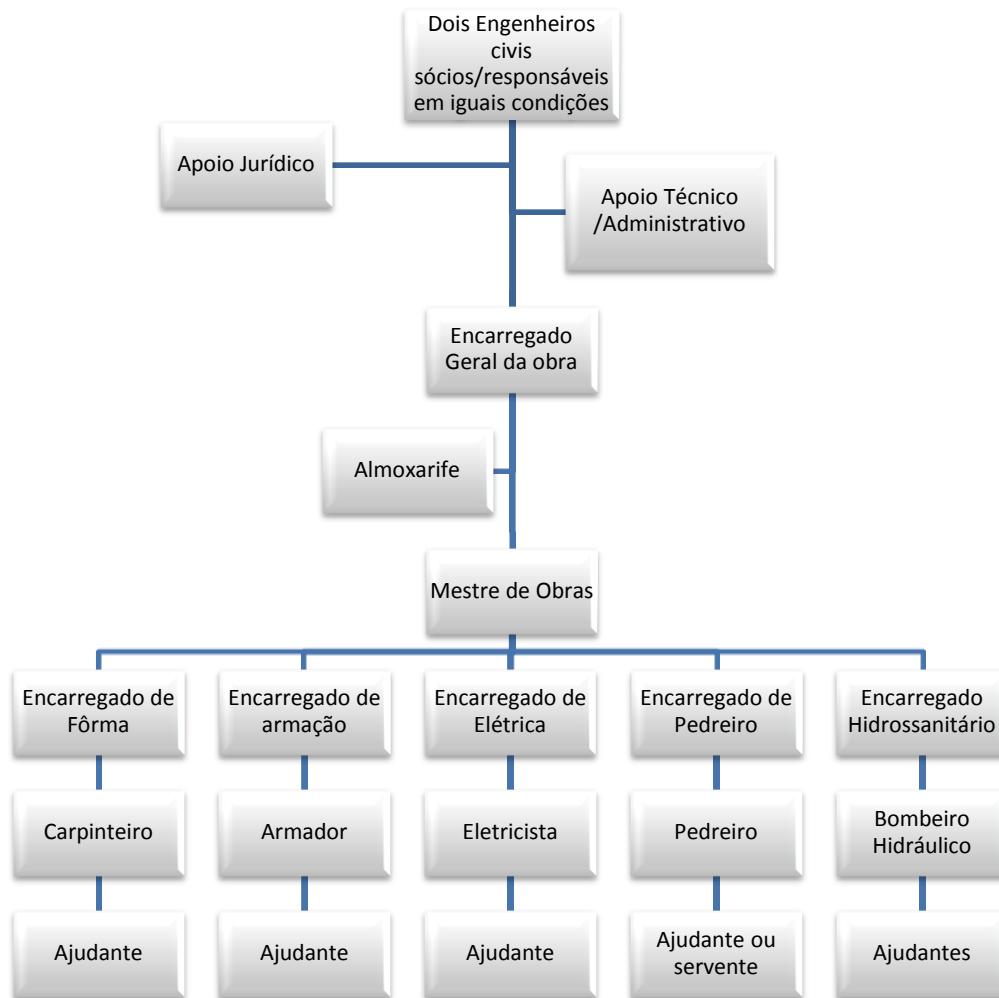 Dois Engenheiros
civis
sócios/responsáveis
em iguais condições
Apoio Jurídico
Apoio Técnico
/Administrativo
Encarregado
Geral da obra
Almoxarife
Mestre de Obras
Encarregado de
Fôrma
Encarregado de
armação
Encarregado de
Elétrica
Encarregado de
Pedreiro
Encarregado
Hidrossanitário
Carpinteiro
Armador
Eletricista
Pedreiro
Bombeiro
Hidráulico
Ajudante
Ajudante
Ajudante
Ajudante ou
servente
Ajudantes